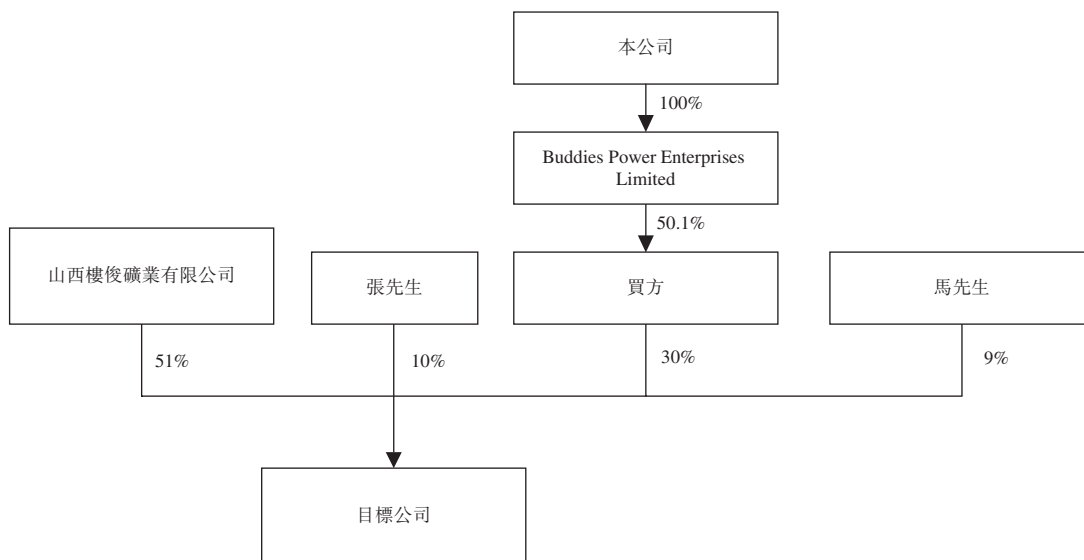 本公司
100%
Buddies Power Enterprises
Limited
50.1%
山西樓俊礦業有限公司
張先生
買方
馬先生
51%
10%
30%
9%
目標公司